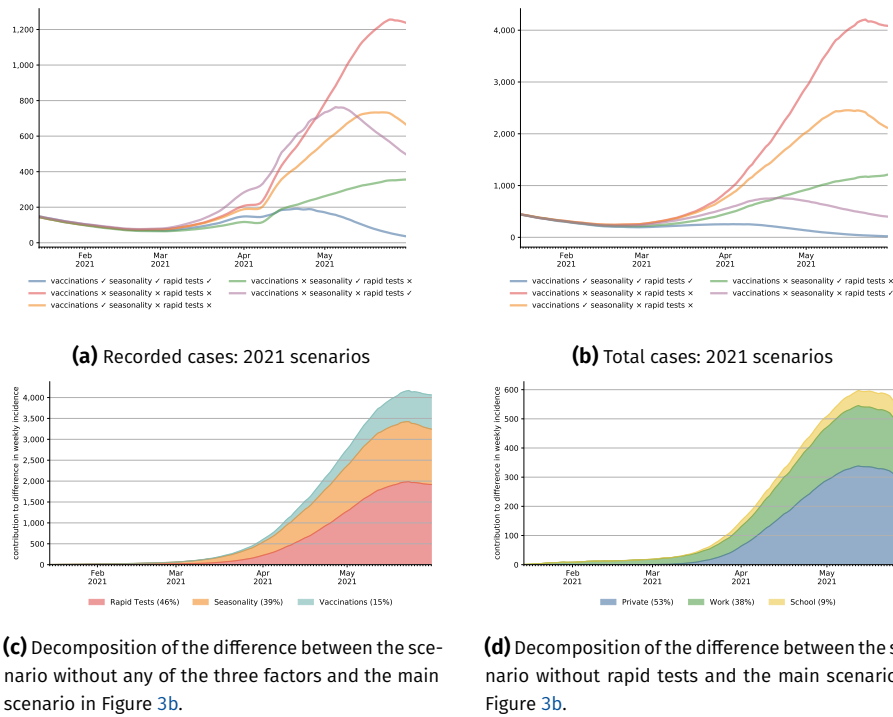 1,200
1,000
800
600
400
200
0
Feb
2021
Mar
2021
Apr
2021
May
2021
vaccinations ✓ seasonality ✓ rapid tests ✓
vaccinations × seasonality × rapid tests ×
vaccinations ✓ seasonality × rapid tests ×
vaccinations × seasonality ✓ rapid tests ×
vaccinations × seasonality × rapid tests ✓
(a) Recorded cases: 2021 scenarios
4,000
3,000
2,000
1,000
0
Feb
2021
Mar
2021
Apr
2021
May
2021
vaccinations ✓ seasonality ✓ rapid tests ✓
vaccinations × seasonality × rapid tests ×
vaccinations ✓ seasonality × rapid tests ×
vaccinations × seasonality ✓ rapid tests ×
vaccinations × seasonality × rapid tests ✓
(b) Total cases: 2021 scenarios
contribution to difference in weekly incidence
4,000
3,500
3,000
2,500
2,000
1,500
1,000
500
0
Feb
2021
Mar
2021
Apr
2021
May
2021
Rapid Tests (46%) Seasonality (39%) Vaccinations (15%)
(c) Decomposition of the difference between the sce-
nario without any of the three factors and the main
scenario in Figure 3b.
contribution to difference in weekly incidence
600
500
400
300
200
100
0
Feb
2021
Mar
2021
Apr
2021
May
2021
Private (53%) Work (38%) School (9%)
(d) Decomposition of the difference between the s
nario without rapid tests and the main scenario
Figure 3b.